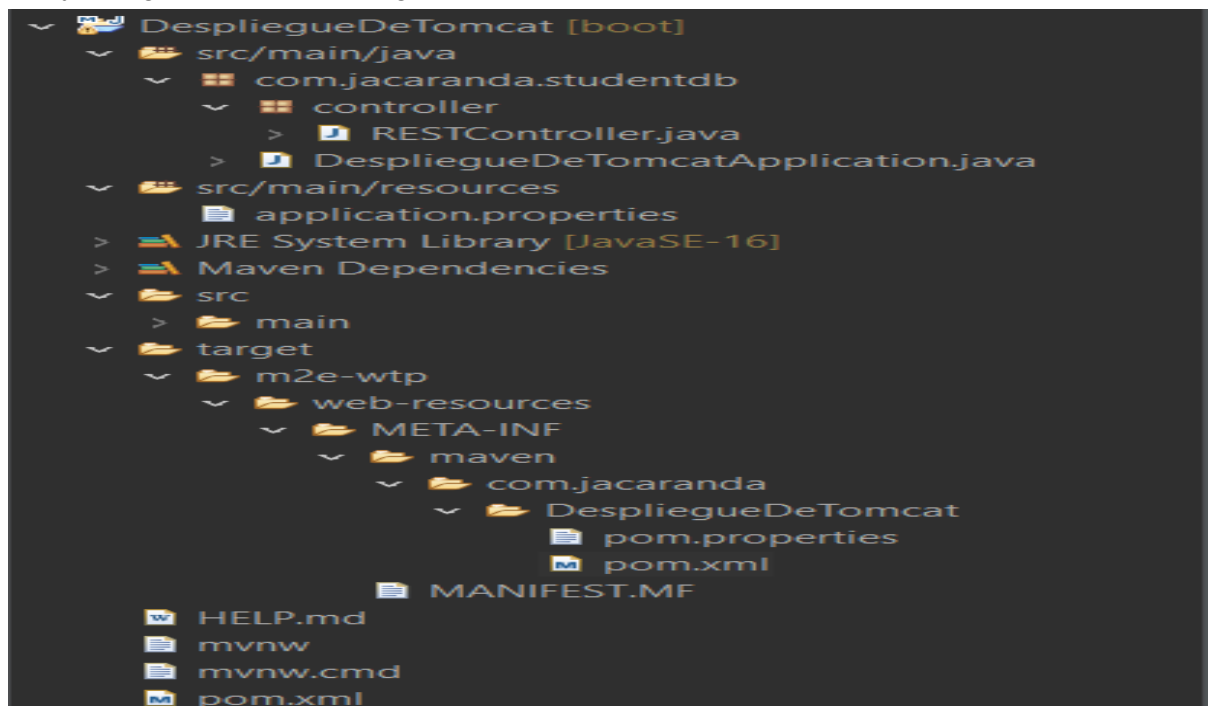 DespliegueDeTomcat [boot]
src/main/java
com.jacaranda.studentdb
controller
RESTController.java
DespliegueDeTomcatApplication.java
src/main/resources
application.properties
JRE System Library [JavaSE-16]
Maven Dependencies
src
main
target
m2e-wtp
web-resources
META-INF
maven
com.jacaranda
DespliegueDeTomcat
pom.properties
pom.xml
MANIFEST.MF
HELP.md
mvnw
mvnw.cmd
pom.xml